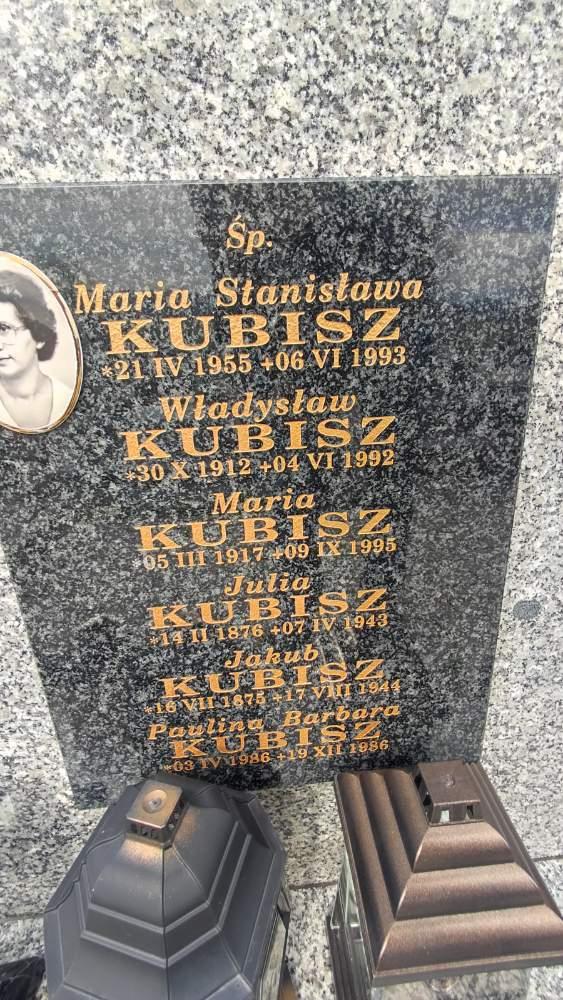 Śp.
Maria Stanisława
KUBISZ
*21 IV 1955 +06 VI 1993
Władysław
KUBISZ
*30 X 1912 +04 VI 1992
Maria
KUBISZ
*05 III 1917 +09 IX 1995
Julia
KUBISZ
*14 II 1876 +07 IV 1943
Jakub
KUBISZ
*16 VII 1875 +17 VIII 1944
Paulina Barbara
KUBISZ
*03 IV 1986 +19 XII 1986